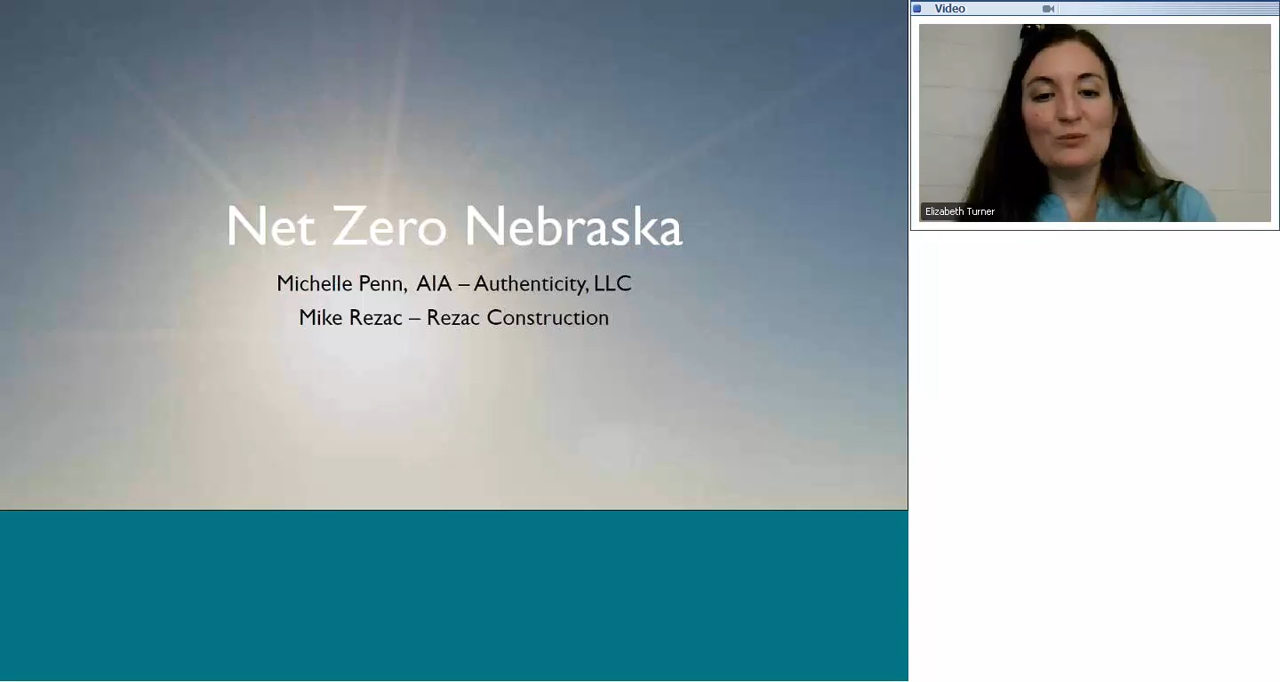 Net Zero Nebraska
Michelle Penn, AIA – Authenticity, LLC
Mike Rezac – Rezac Construction
Video
Elizabeth Turner